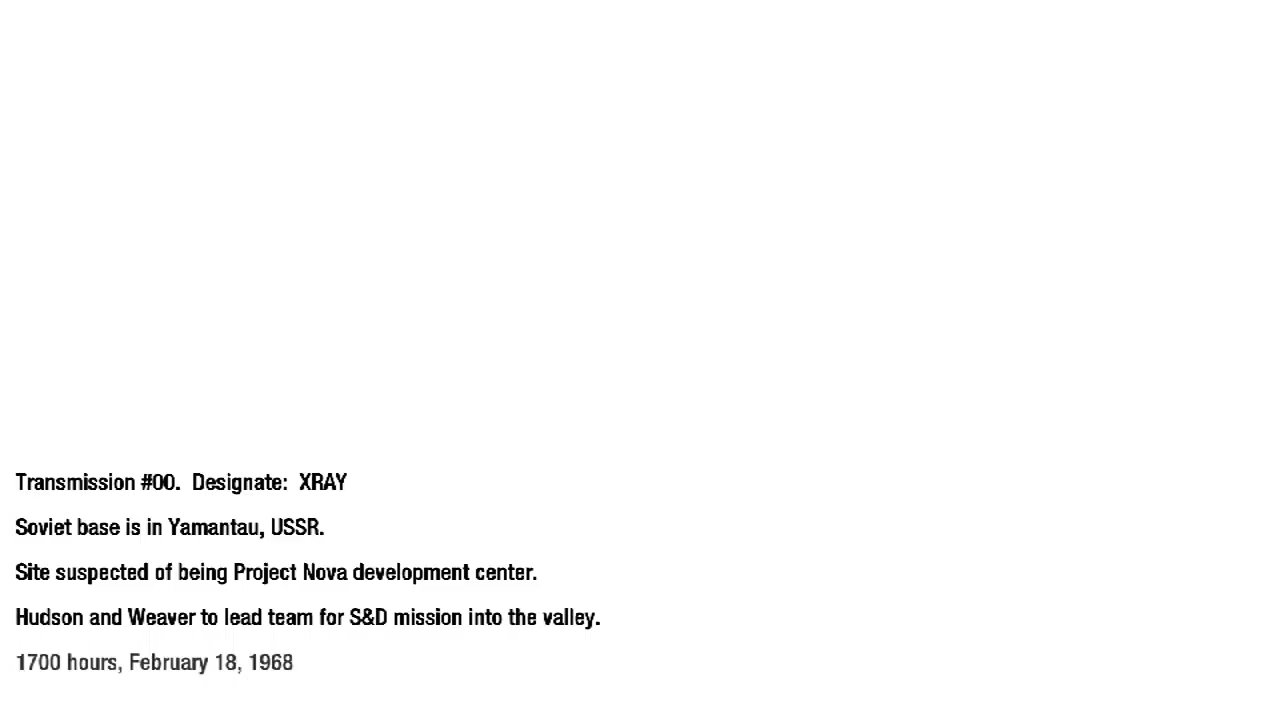 Transmission #00.  Designate:  XRAY
Soviet base is in Yamantau, USSR.
Site suspected of being Project Nova development center.
Hudson and Weaver to lead team for S&D mission into the valley.
1700 hours, February 18, 1968